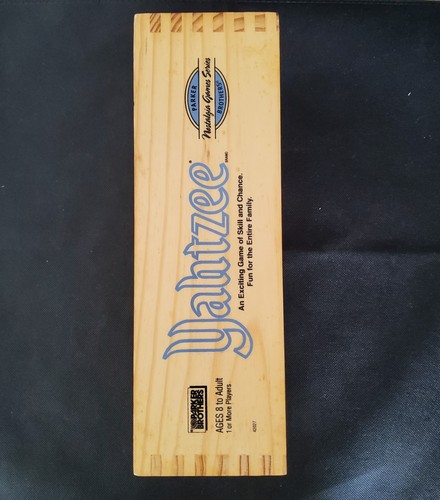 Yahtzee
GAME
An Exciting Game of Skill and Chance.
Fun for the Entire Family.
PARKER
Nostalgia Games Series
BROTHERS
PARKER
BROTHERS
AGES 8 to Adult
1 or More Players